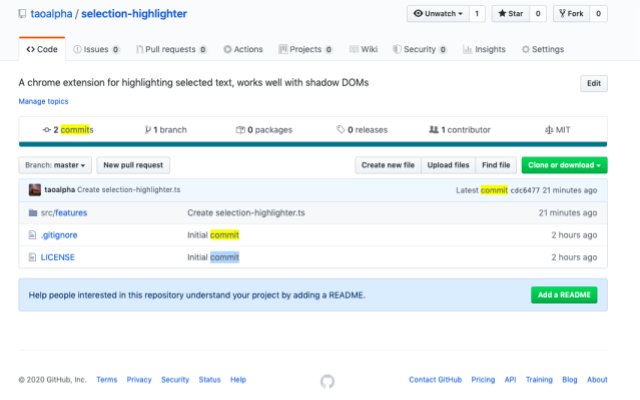 taoalpha / selection-highlighter
Unwatch 1 Star 0 Fork 0
Code Issues 0 Pull requests 0 Actions Projects 0 Wiki Security 0 Insights Settings
A chrome extension for highlighting selected text, works well with shadow DOMs Edit
Manage topics
2 commits 1 branch 0 packages 0 releases 1 contributor MIT
Branch: master New pull request Create new file Upload files Find file Clone or download
taoalpha Create selection-highlighter.ts Latest commit cdc6477 21 minutes ago
src/features Create selection-highlighter.ts 21 minutes ago
.gitignore Initial commit 2 hours ago
LICENSE Initial commit 2 hours ago
Help people interested in this repository understand your project by adding a README. Add a README
© 2020 GitHub, Inc. Terms Privacy Security Status Help Contact GitHub Pricing API Training Blog About